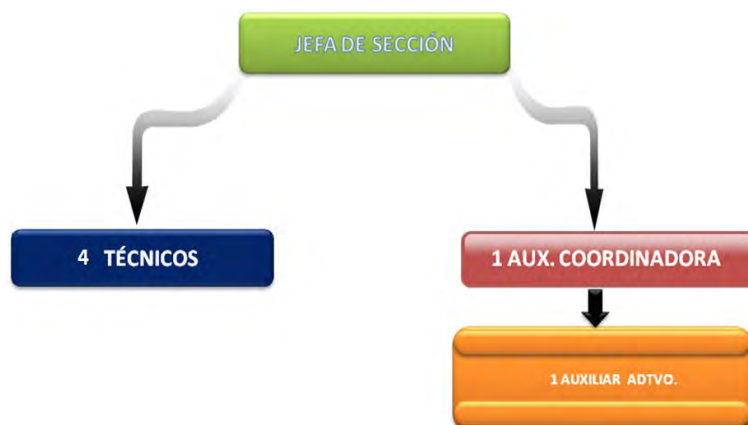 JEFA DE SECCIÓN
4 TÉCNICOS
1 AUX. COORDINADORA
1 AUXILIAR ADTVO.